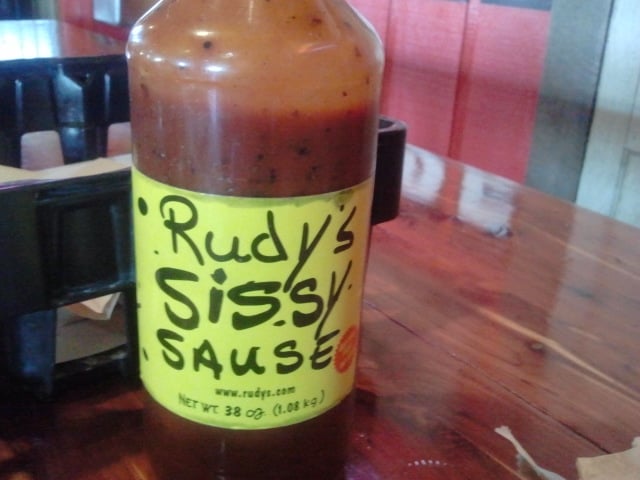 Rudy's
Sissy
SAUSE
www.rudys.com
NET WT. 38 oz. (1.08 kg)